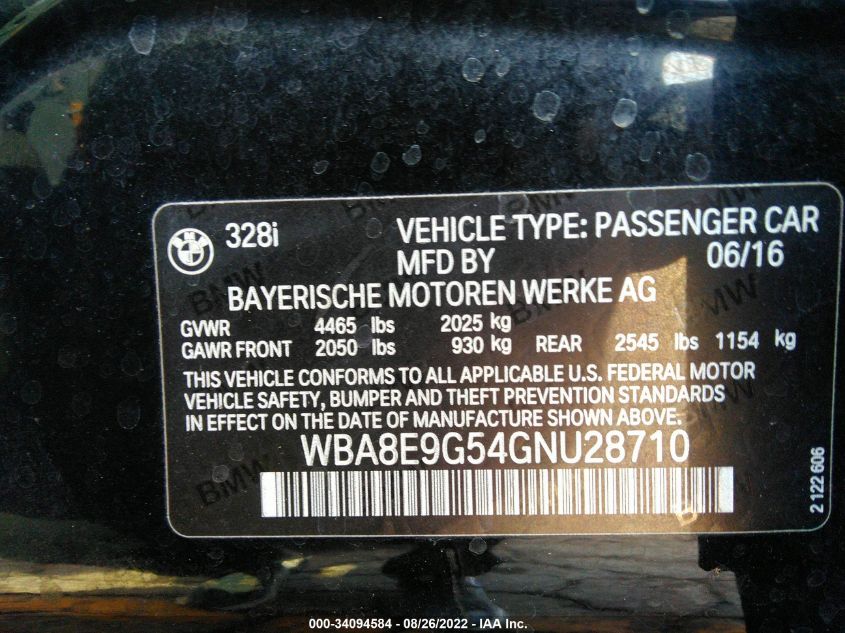 328i VEHICLE TYPE: PASSENGER CAR
MFD BY 06/16
BAYERISCHE MOTOREN WERKE AG
GVWR 4465 lbs 2025 kg
GAWR FRONT 2050 lbs 930 kg REAR 2545 lbs 1154 kg
THIS VEHICLE CONFORMS TO ALL APPLICABLE U.S. FEDERAL MOTOR
VEHICLE SAFETY, BUMPER AND THEFT PREVENTION STANDARDS
IN EFFECT ON THE DATE OF MANUFACTURE SHOWN ABOVE.
WBA8E9G54GNU28710
2 122 606
000-34094584 - 08/26/2022 - IAA Inc.